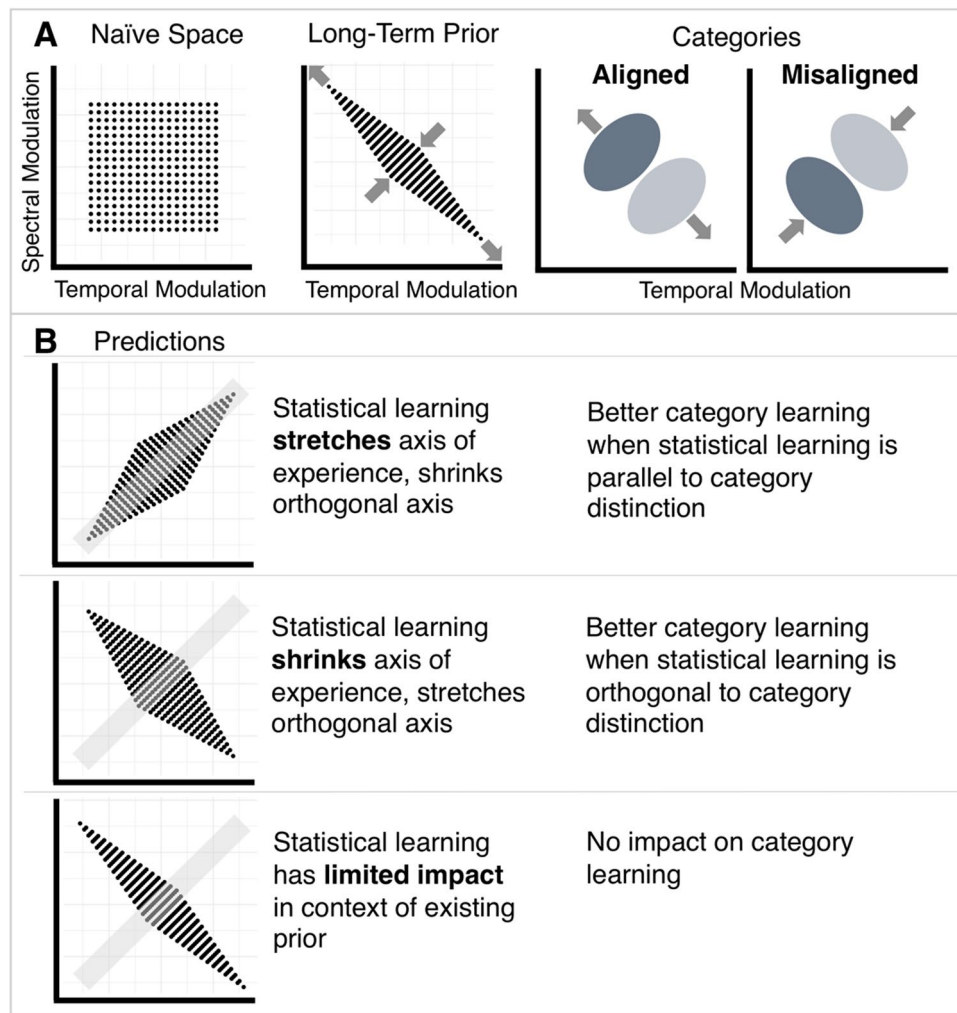 A
Naïve Space
Long-Term Prior
Categories
Aligned
Misaligned
Spectral Modulation
Temporal Modulation
Temporal Modulation
Temporal Modulation
B
Predictions
Statistical learning
stretches axis of
experience, shrinks
orthogonal axis
Better category learning
when statistical learning is
parallel to category
distinction
Statistical learning
shrinks axis of
experience, stretches
orthogonal axis
Better category learning
when statistical learning is
orthogonal to category
distinction
Statistical learning
has limited impact
in context of existing
prior
No impact on category
learning